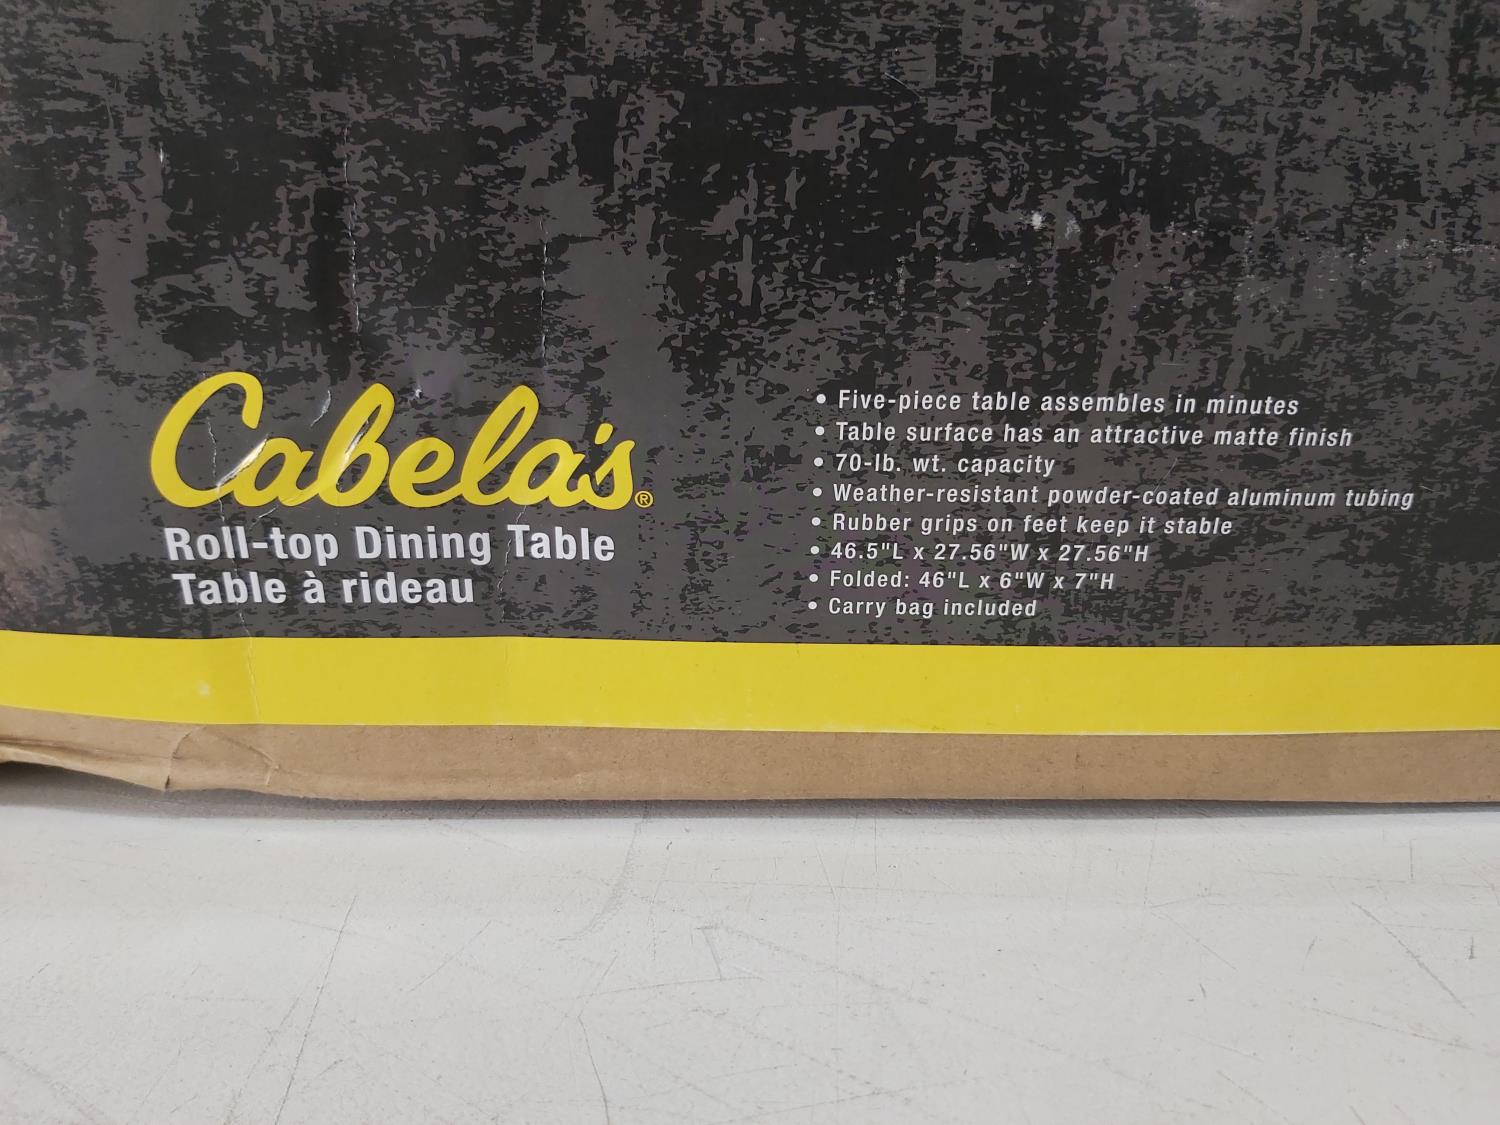 Cabela's®
Roll-top Dining Table
Table à rideau
• Five-piece table assembles in minutes
• Table surface has an attractive matte finish
• 70-lb. wt. capacity
• Weather-resistant powder-coated aluminum tubing
• Rubber grips on feet keep it stable
• 46.5"L x 27.56"W x 27.56"H
• Folded: 46"L x 6"W x 7"H
• Carry bag included